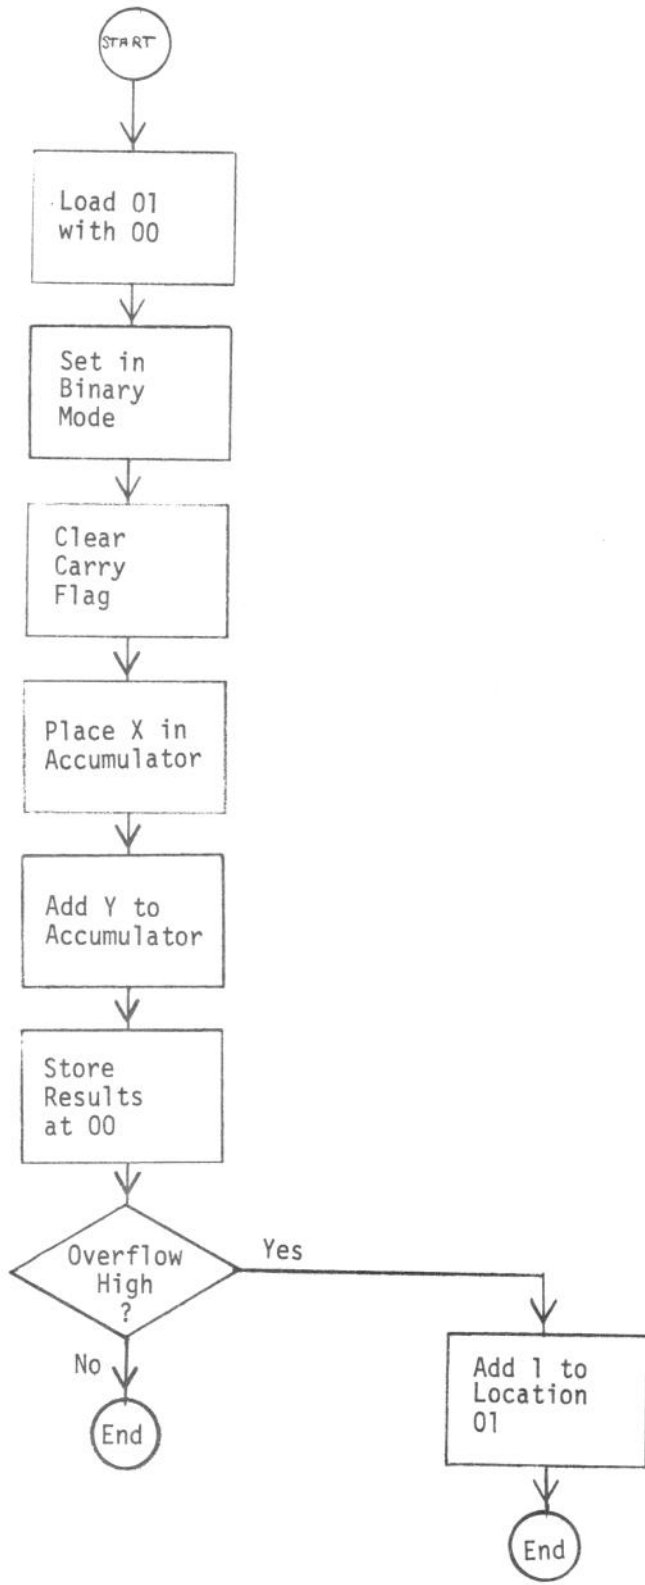 START
Load 01
with 00
Set in
Binary
Mode
Clear
Carry
Flag
Place X in
Accumulator
Add Y to
Accumulator
Store
Results
at 00
Overflow
High
?
Yes
No
End
Add 1 to
Location
01
End